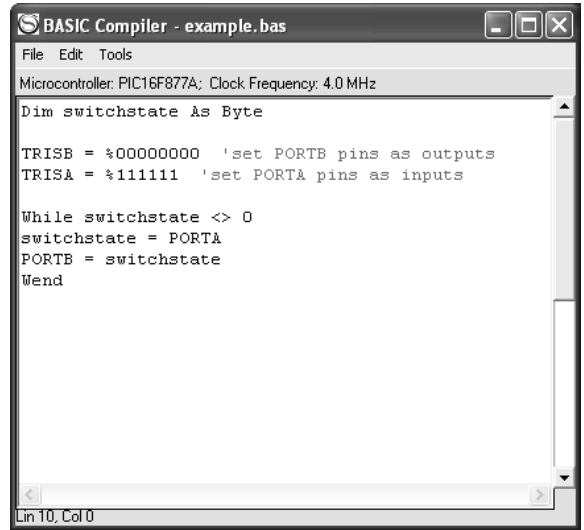 BASIC Compiler - example.bas
File Edit Tools
Microcontroller: PIC16F877A; Clock Frequency: 4.0 MHz
Dim switchstate As Byte
TRISB = %00000000 'set PORTB pins as outputs
TRISA = %111111 'set PORTA pins as inputs
While switchstate <> 0
switchstate = PORTA
PORTB = switchstate
Wend
Lin 10, Col 0